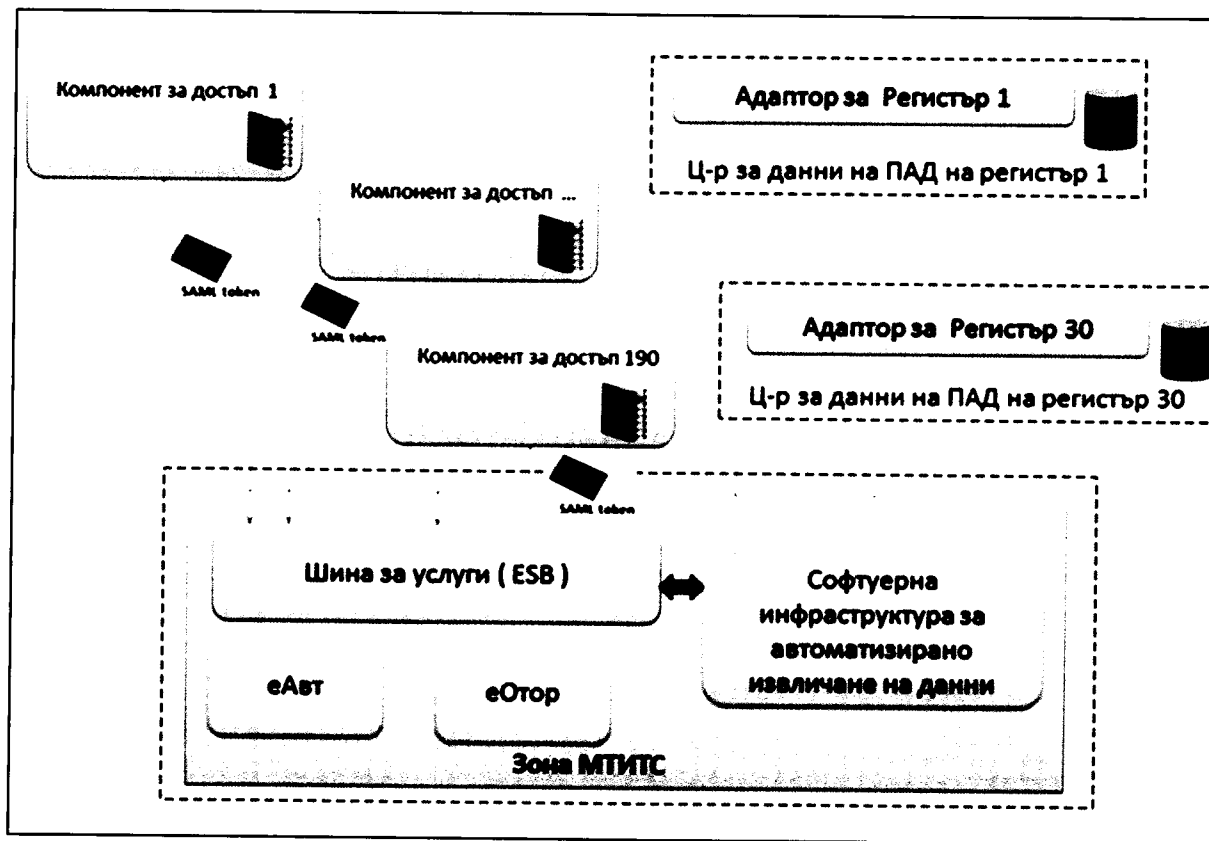 Компонент за достъп 1
Компонент за достъп ...
SAML token
SAML token
Компонент за достъп 190
SAML token
Адаптор за Регистър 1
Ц-р за данни на ПАД на регистър 1
Адаптор за Регистър 30
Ц-р за данни на ПАД на регистър 30
Шина за услуги ( ESB )
Софтуерна
инфраструктура за
автоматизирано
извличане на данни
еАвт
еОтор
Зона МТИТС